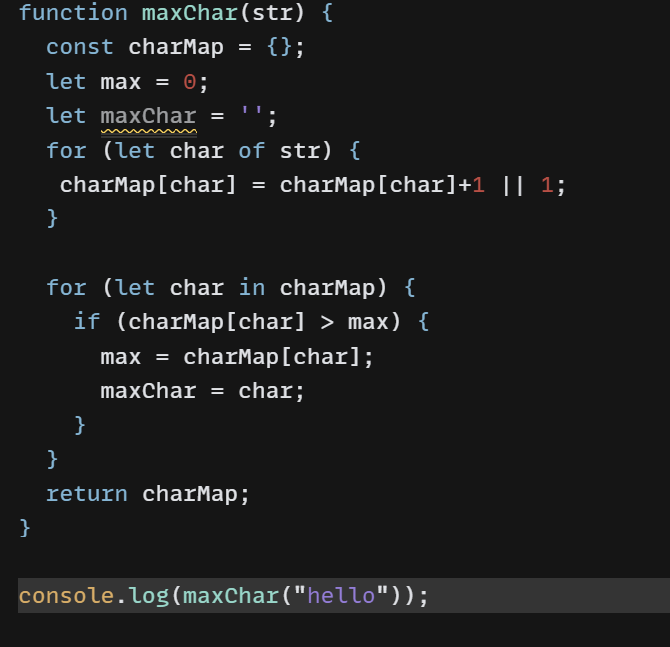 function maxChar(str) {
  const charMap = {};
  let max = 0;
  let maxChar = '';
  for (let char of str) {
   charMap[char] = charMap[char]+1 || 1;
  }

  for (let char in charMap) {
    if (charMap[char] > max) {
      max = charMap[char];
      maxChar = char;
    }
  }
  return charMap;
}

console.log(maxChar("hello"));